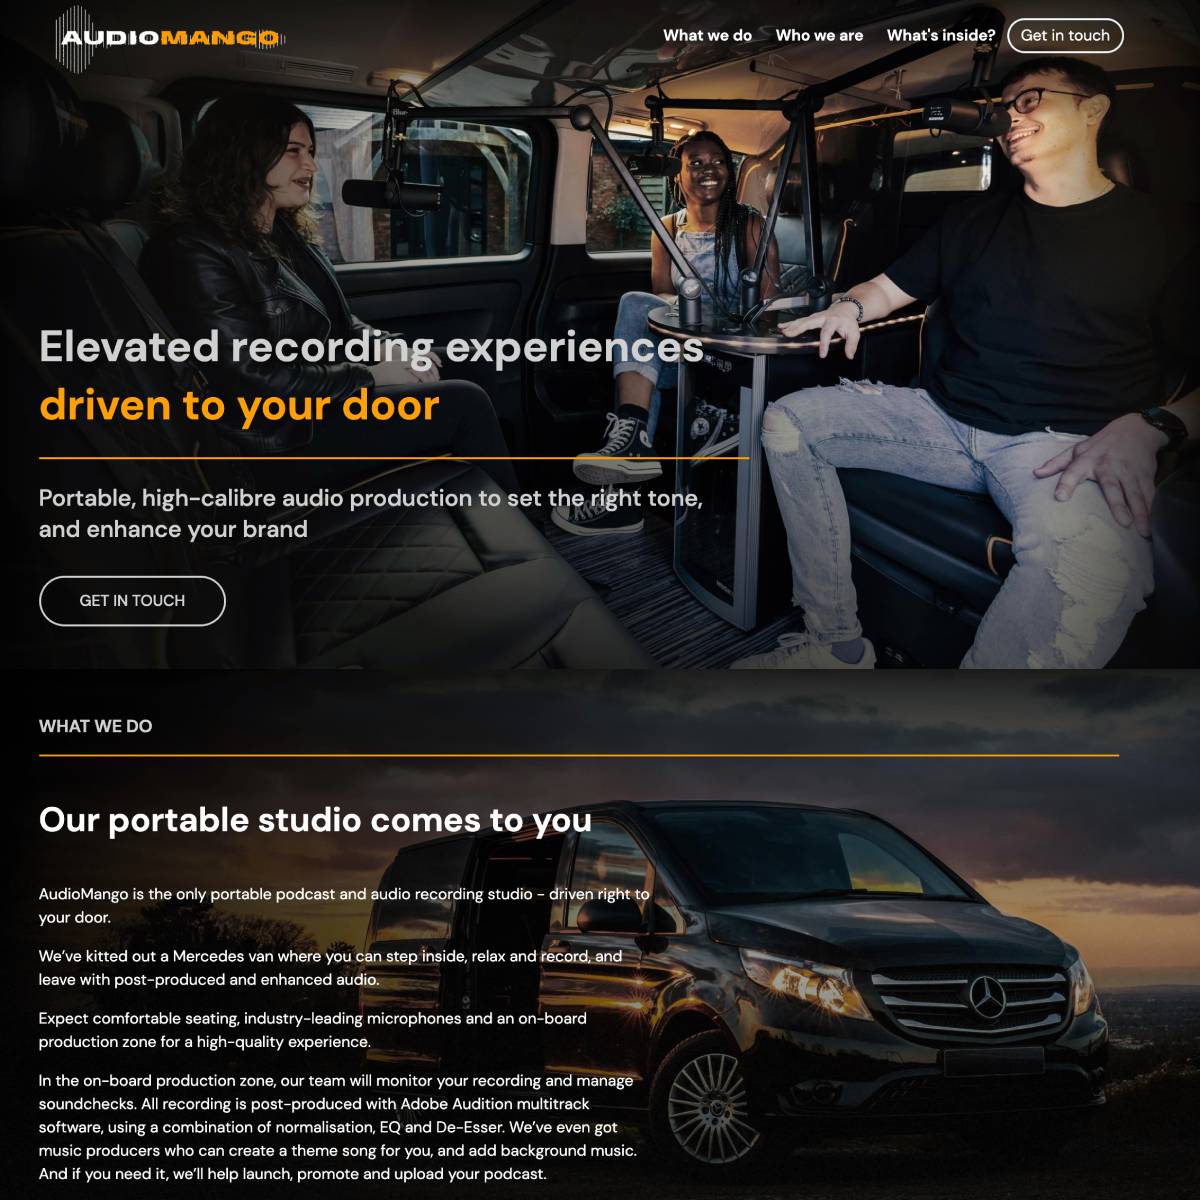 AUDIOMANGO
What we do Who we are What's inside? Get in touch
Elevated recording experiences
driven to your door
Portable, high-calibre audio production to set the right tone,
and enhance your brand
GET IN TOUCH
WHAT WE DO
Our portable studio comes to you
AudioMango is the only portable podcast and audio recording studio - driven right to
your door.
We’ve kitted out a Mercedes van where you can step inside, relax and record, and
leave with post-produced and enhanced audio.
Expect comfortable seating, industry-leading microphones and an on-board
production zone for a high-quality experience.
In the on-board production zone, our team will monitor your recording and manage
soundchecks. All recording is post-produced with Adobe Audition multitrack
software, using a combination of normalisation, EQ and De-Esser. We’ve even got
music producers who can create a theme song for you, and add background music.
And if you need it, we’ll help launch, promote and upload your podcast.